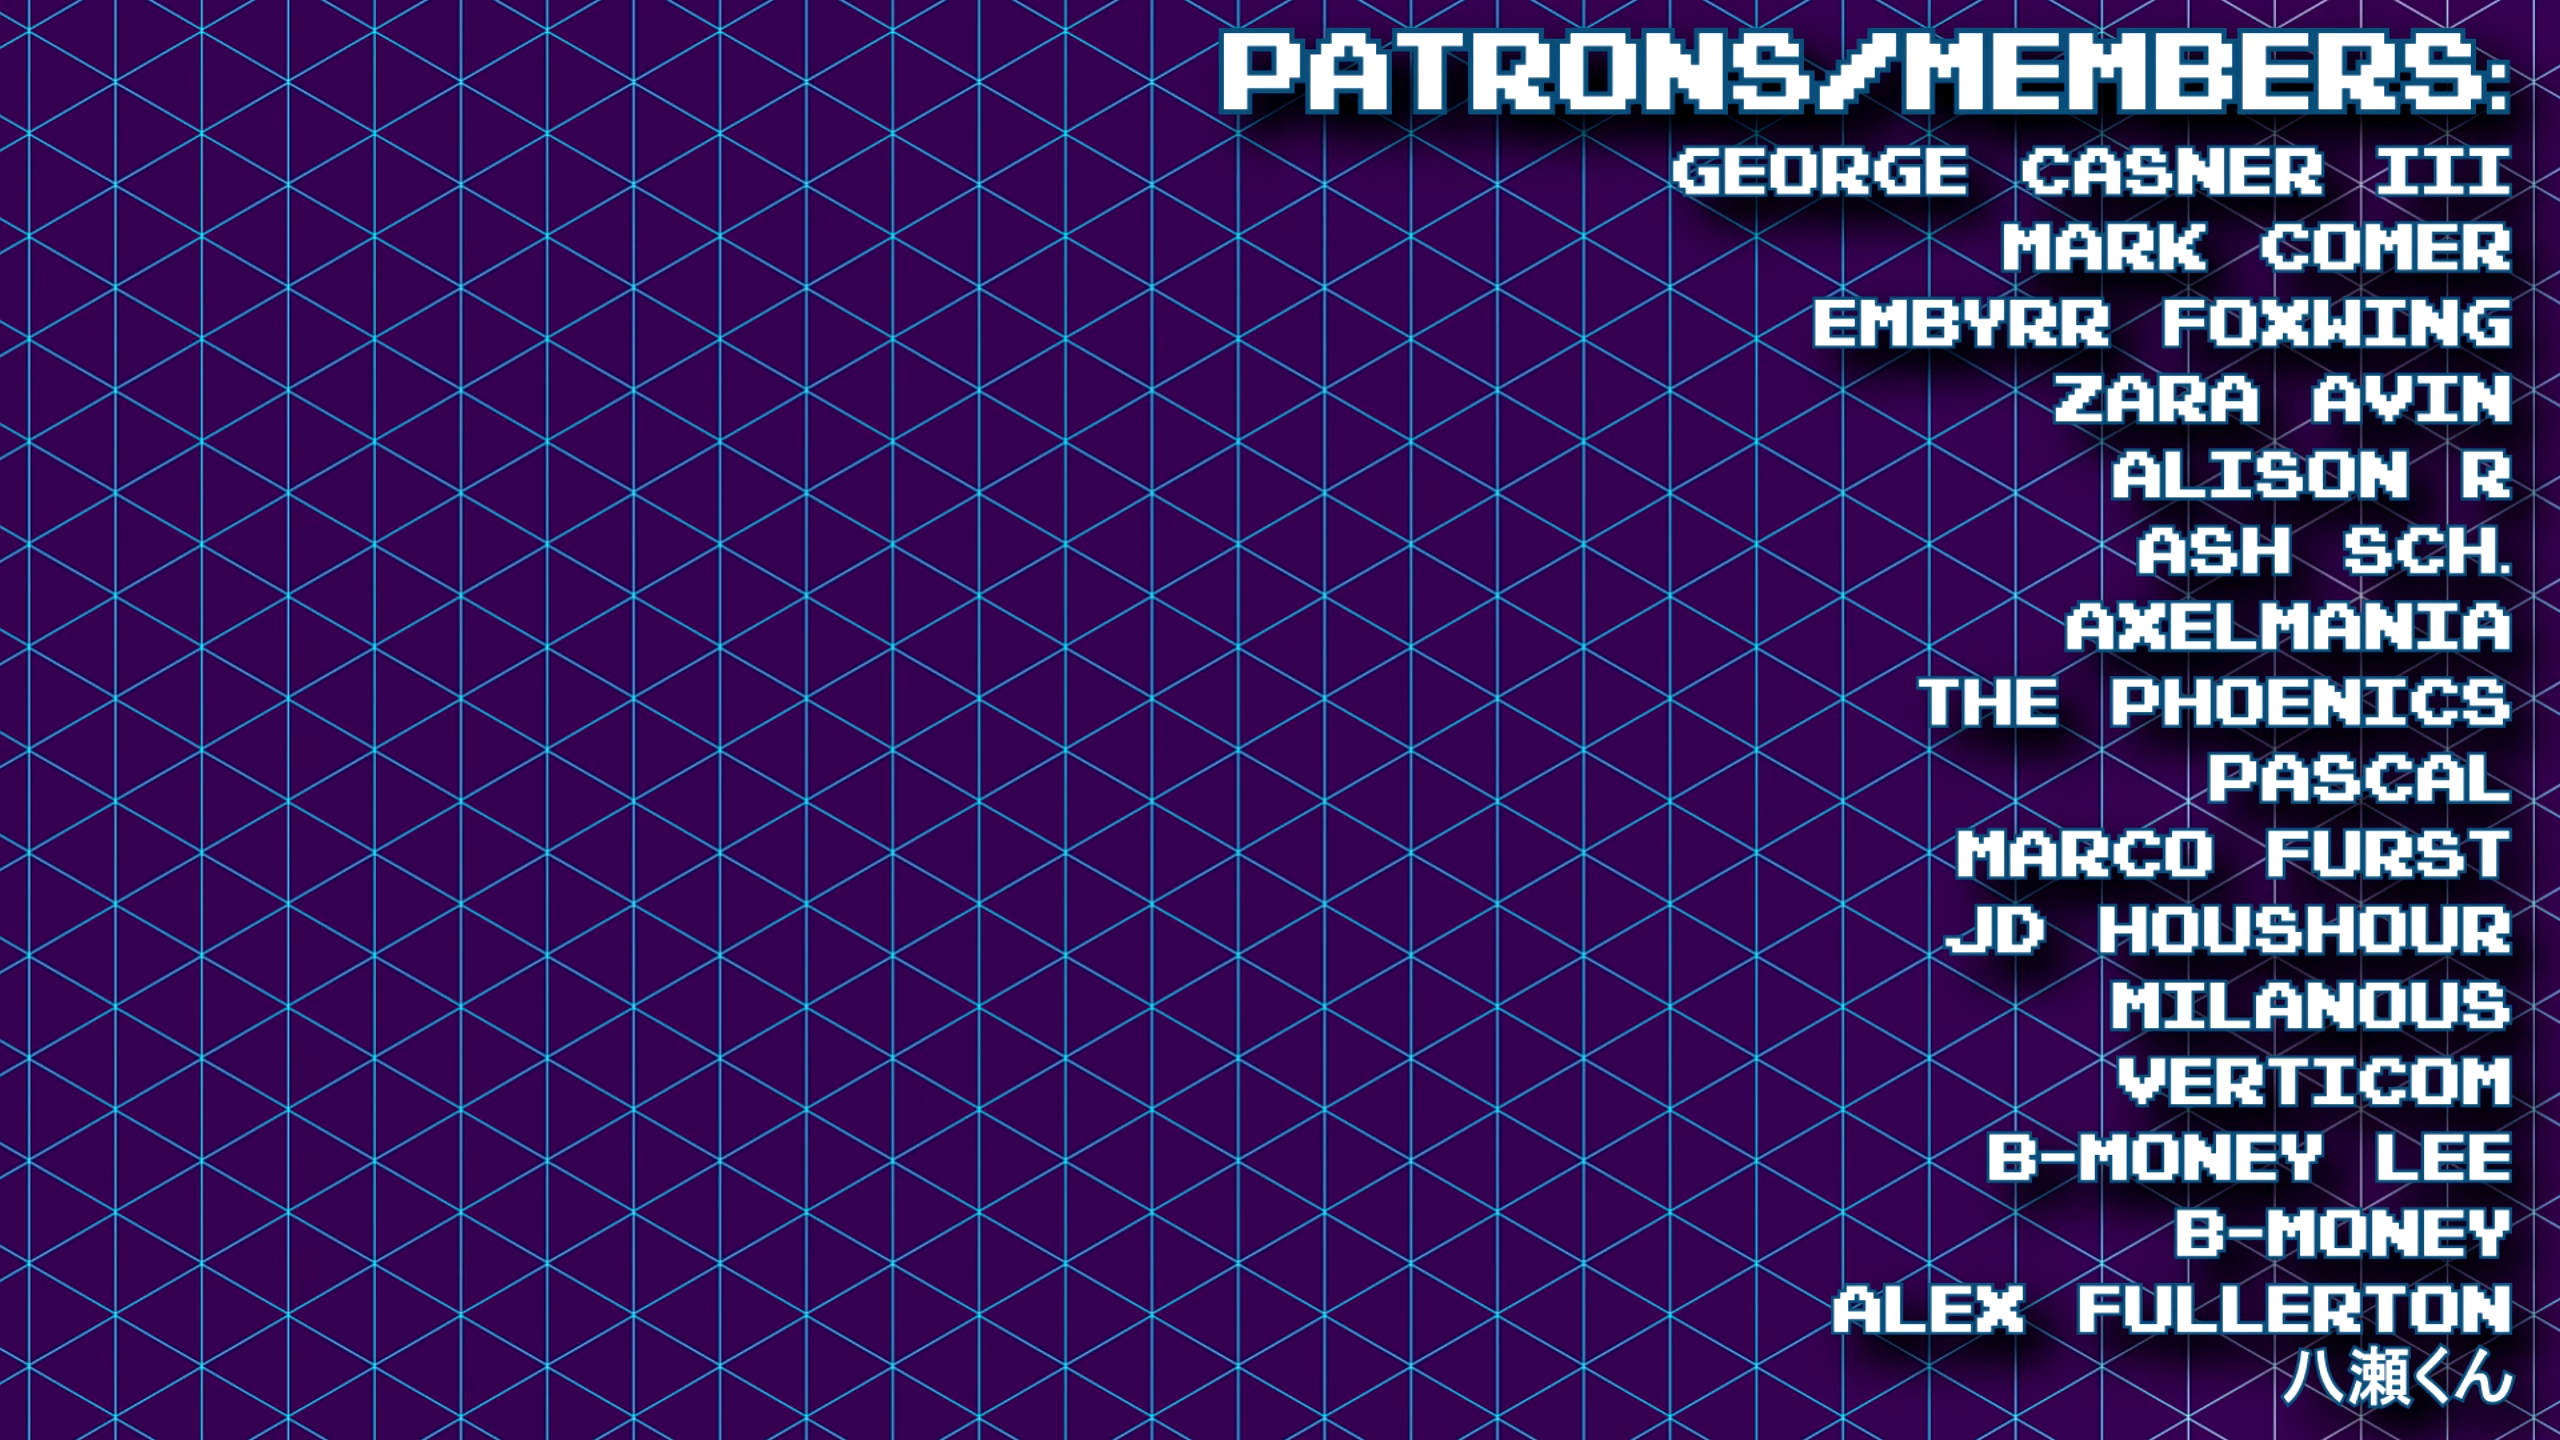 PATRONS/MEMBERS:
GEORGE CASNER III
MARK COMER
EMBYRR FOXWING
ZARA AVIN
ALISON R
ASH SCH.
AXELMANIA
THE PHOENICS
PASCAL
MARCO FURST
JD HOUSHOUR
MILANOUS
VERTICOM
B-MONEY LEE
B-MONEY
ALEX FULLERTON
八瀬くん